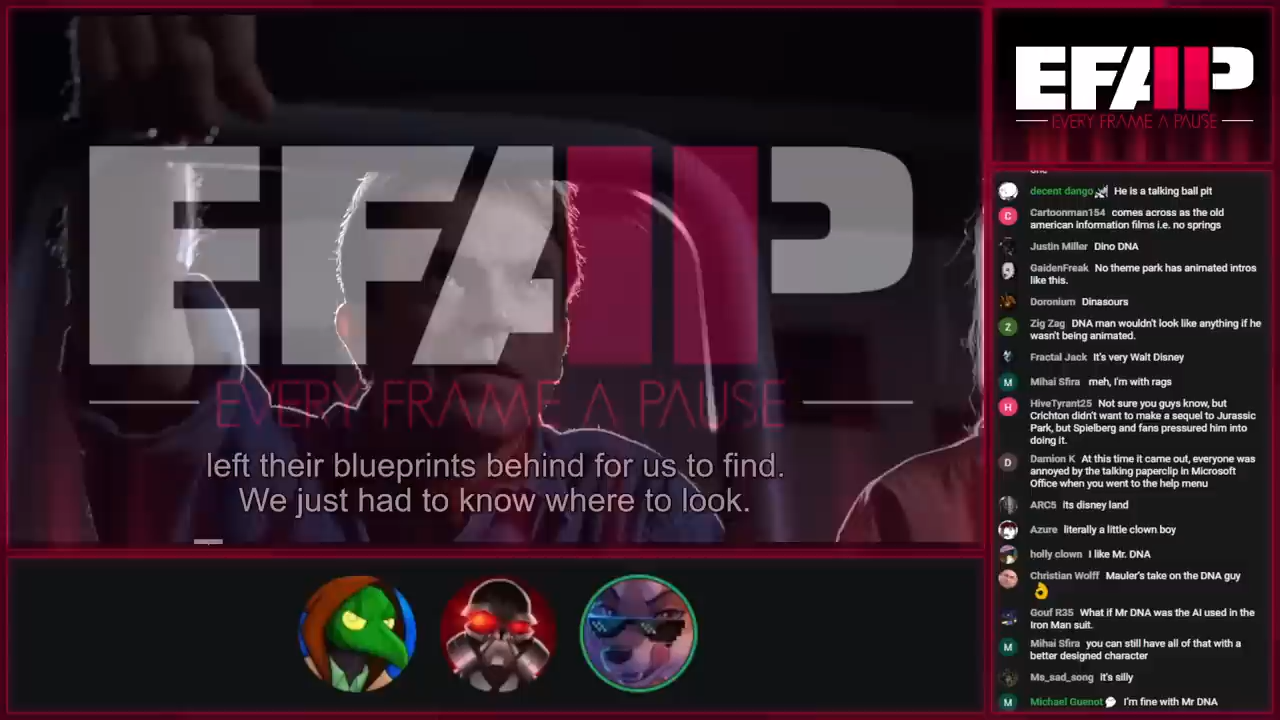 EFAP
EVERY FRAME A PAUSE
left their blueprints behind for us to find.
We just had to know where to look.
EFAP
EVERY FRAME A PAUSE
one
decent dango He is a talking ball pit
Cartoonman154 comes across as the old
american information films i.e. no springs
Justin Miller Dino DNA
GaidenFreak No theme park has animated intros
like this.
Doronium Dinasours
Z
Zig Zag DNA man wouldn't look like anything if he
wasn't being animated.
Fractal Jack It's very Walt Disney
M
Mihai Sfira meh, I'm with rags
H
HiveTyrant25 Not sure you guys know, but
Crichton didn't want to make a sequel to Jurassic
Park, but Spielberg and fans pressured him into
doing it.
D
Damion K At this time it came out, everyone was
annoyed by the talking paperclip in Microsoft
Office when you went to the help menu
ARC5 its disney land
Azure literally a little clown boy
holly clown I like Mr. DNA
Christian Wolff Mauler's take on the DNA guy
👌
Gouf R35 What if Mr DNA was the AI used in the
Iron Man suit.
M
Mihai Sfira you can still have all of that with a
better designed character
Ms_sad_song it's silly
M
Michael Guenot I'm fine with Mr DNA